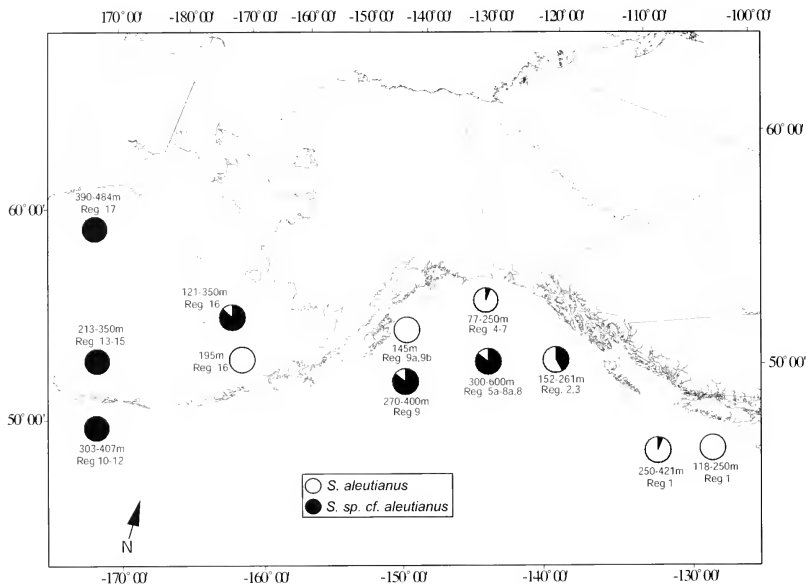 170° 00' -170° 00' -160° 00' -150° 00' -140° 00' -130° 00' -120° 00' -110° 00' -100° 00'
60° 00'
390-484m
Reg 17
60° 00'
121-350m
Reg. 16
77-250m
Reg. 4-7
213-350m
Reg. 13-15
195m
Reg 16
145m
Reg. 9a,9b
50° 00'
300-600m
Reg. 5a-8a,8
152-261m
Reg. 2,3
270-400m
Reg 9
50° 00'
303-407m
Reg 10-12
250-421m
Reg 1
118-250m
Reg 1
S. aleutianus
S. sp. cf. aleutianus
N
-170° 00' -160° 00' -150° 00' -140° 00' -130° 00'